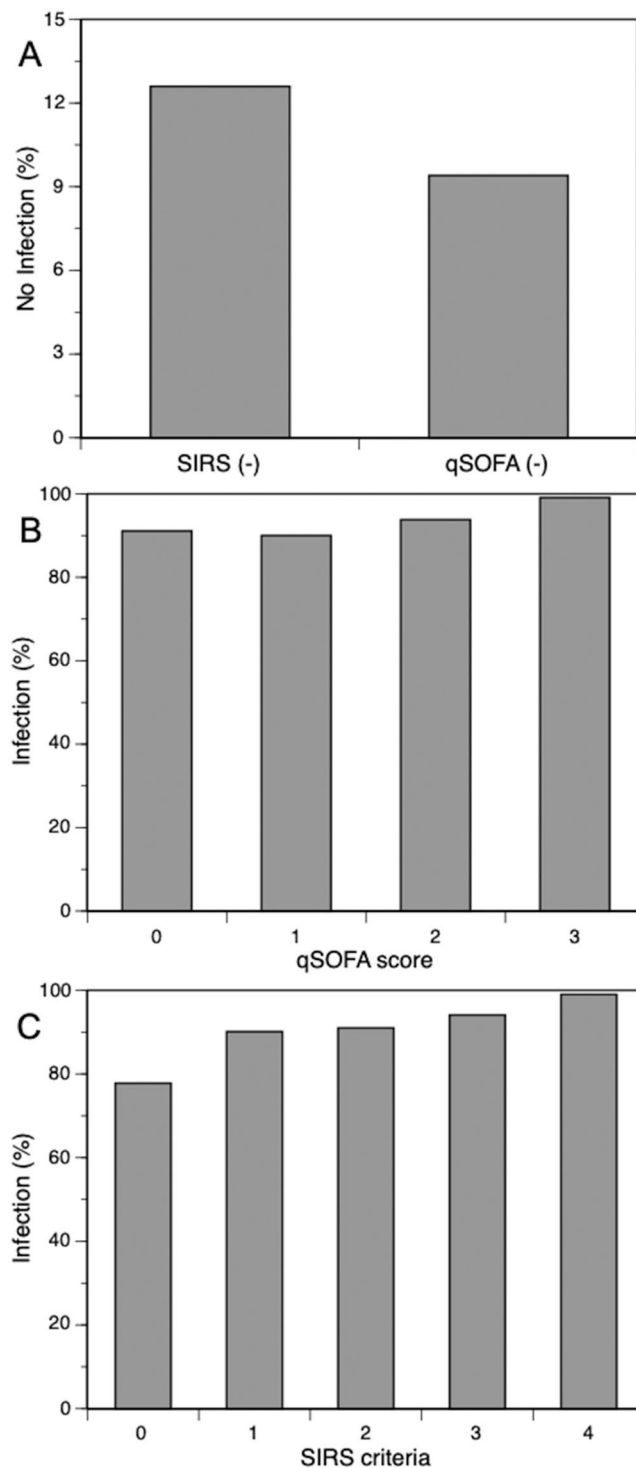 A
No Infection (%)
15
12
9
6
3
0
SIRS (-) qSOFA (-)
B
Infection (%)
100
80
60
40
20
0
0 1 2 3
qSOFA score
C
Infection (%)
100
80
60
40
20
0
0 1 2 3 4
SIRS criteria